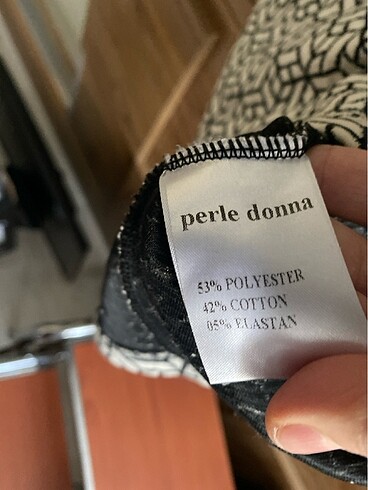 perle donna
53% POLYESTER
42% COTTON
05% ELASTAN